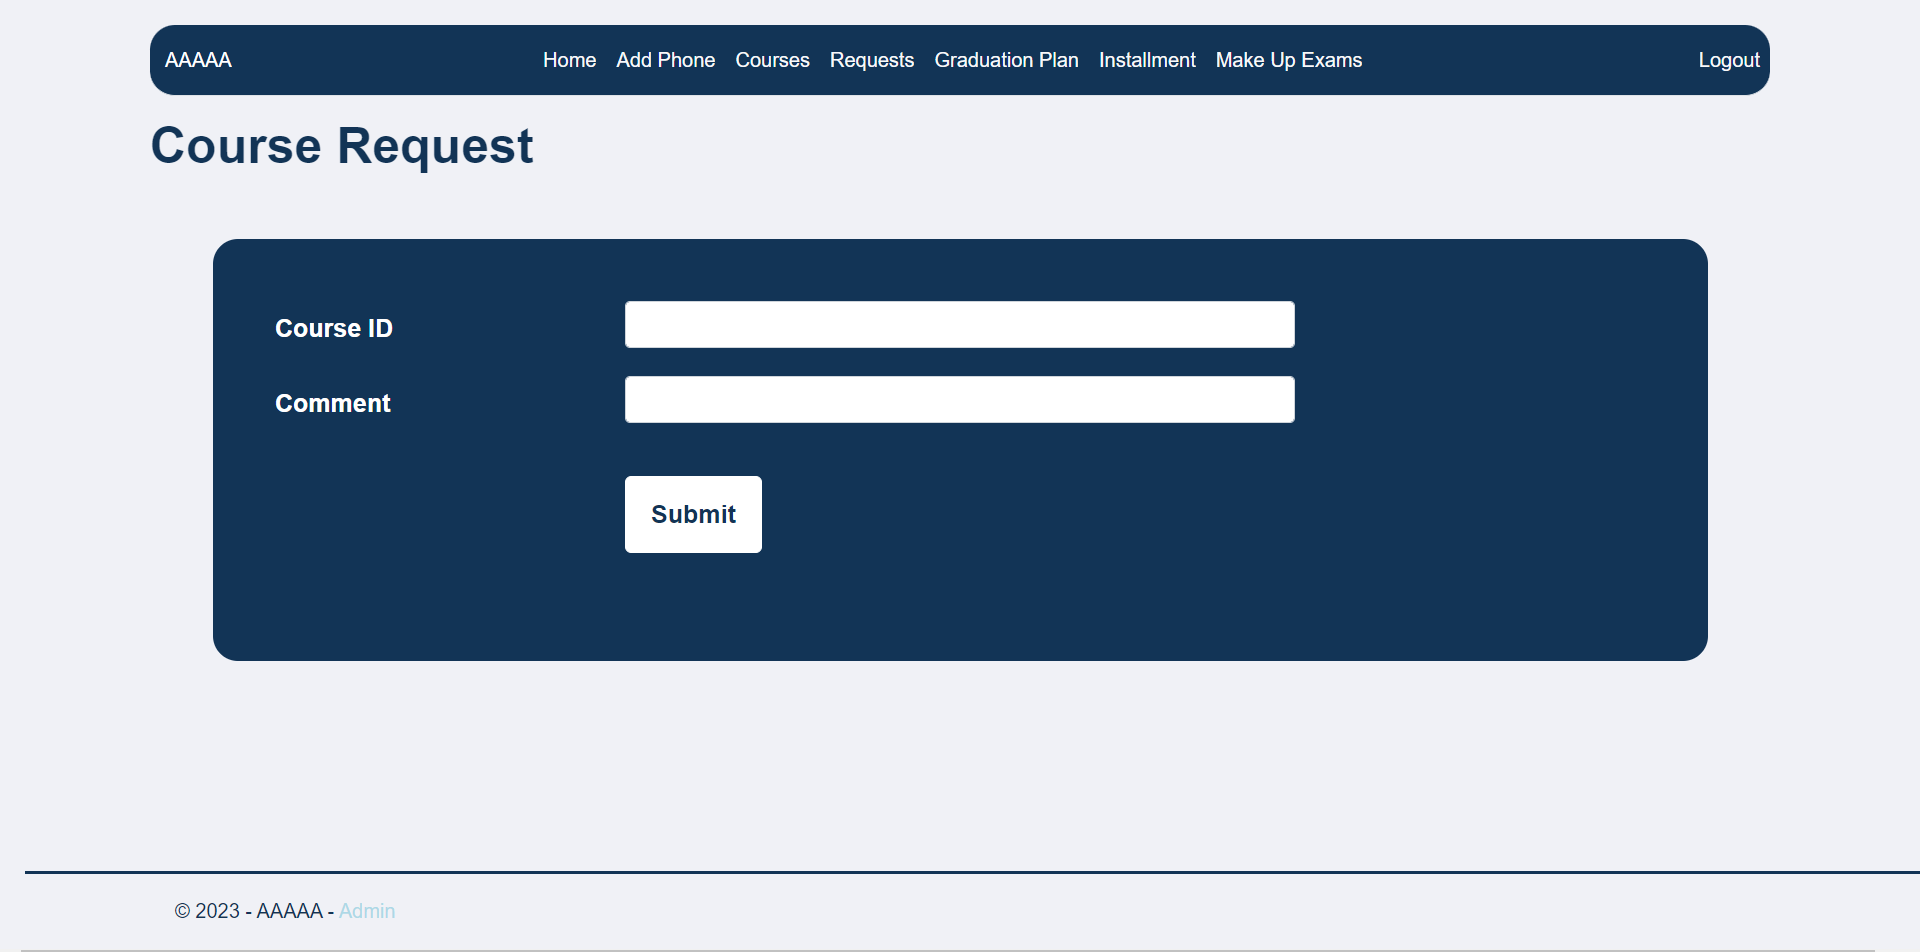 AAAAA Home Add Phone Courses Requests Graduation Plan Installment Make Up Exams Logout
Course Request
Course ID
Comment
Submit
© 2023 - AAAAA - Admin